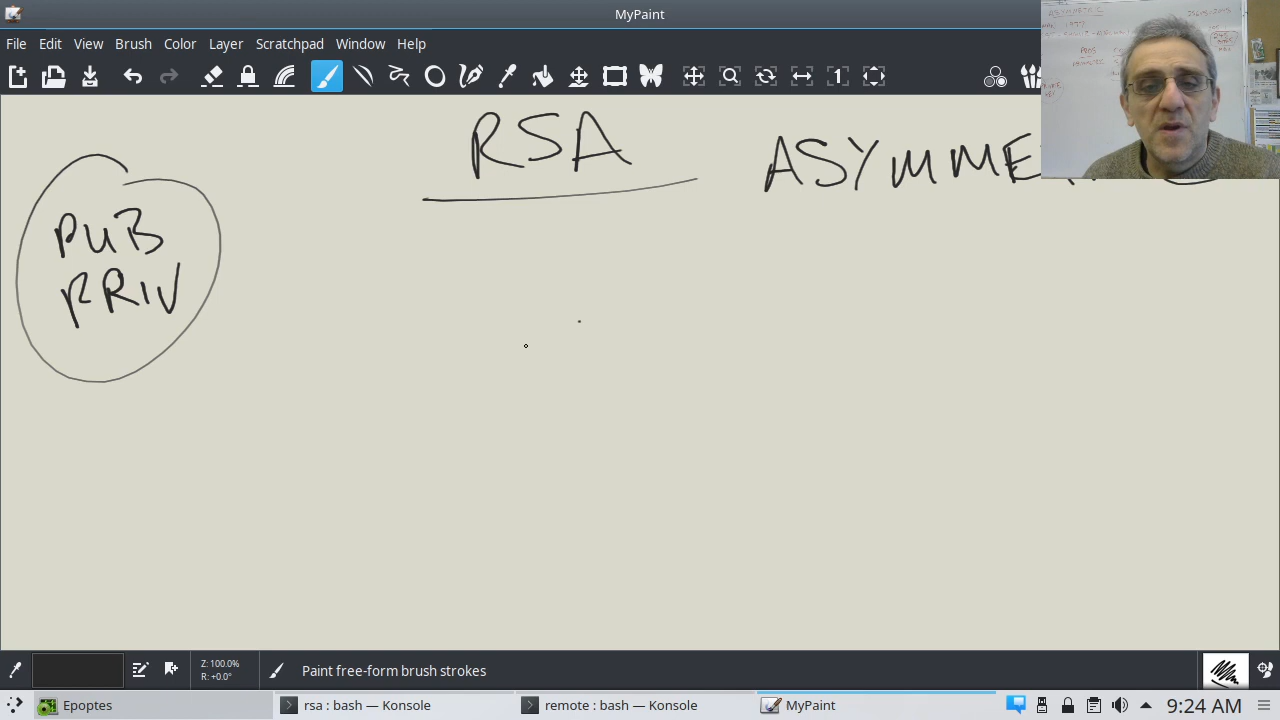 MyPaint
File Edit View Brush Color Layer Scratchpad Window Help
ASYMMETRIC
RSA
PUB
PRIV
Z: 100.0%
R: +0.0°
Paint free-form brush strokes
Epoptes
rsa : bash — Konsole
remote : bash — Konsole
MyPaint
9:24 AM